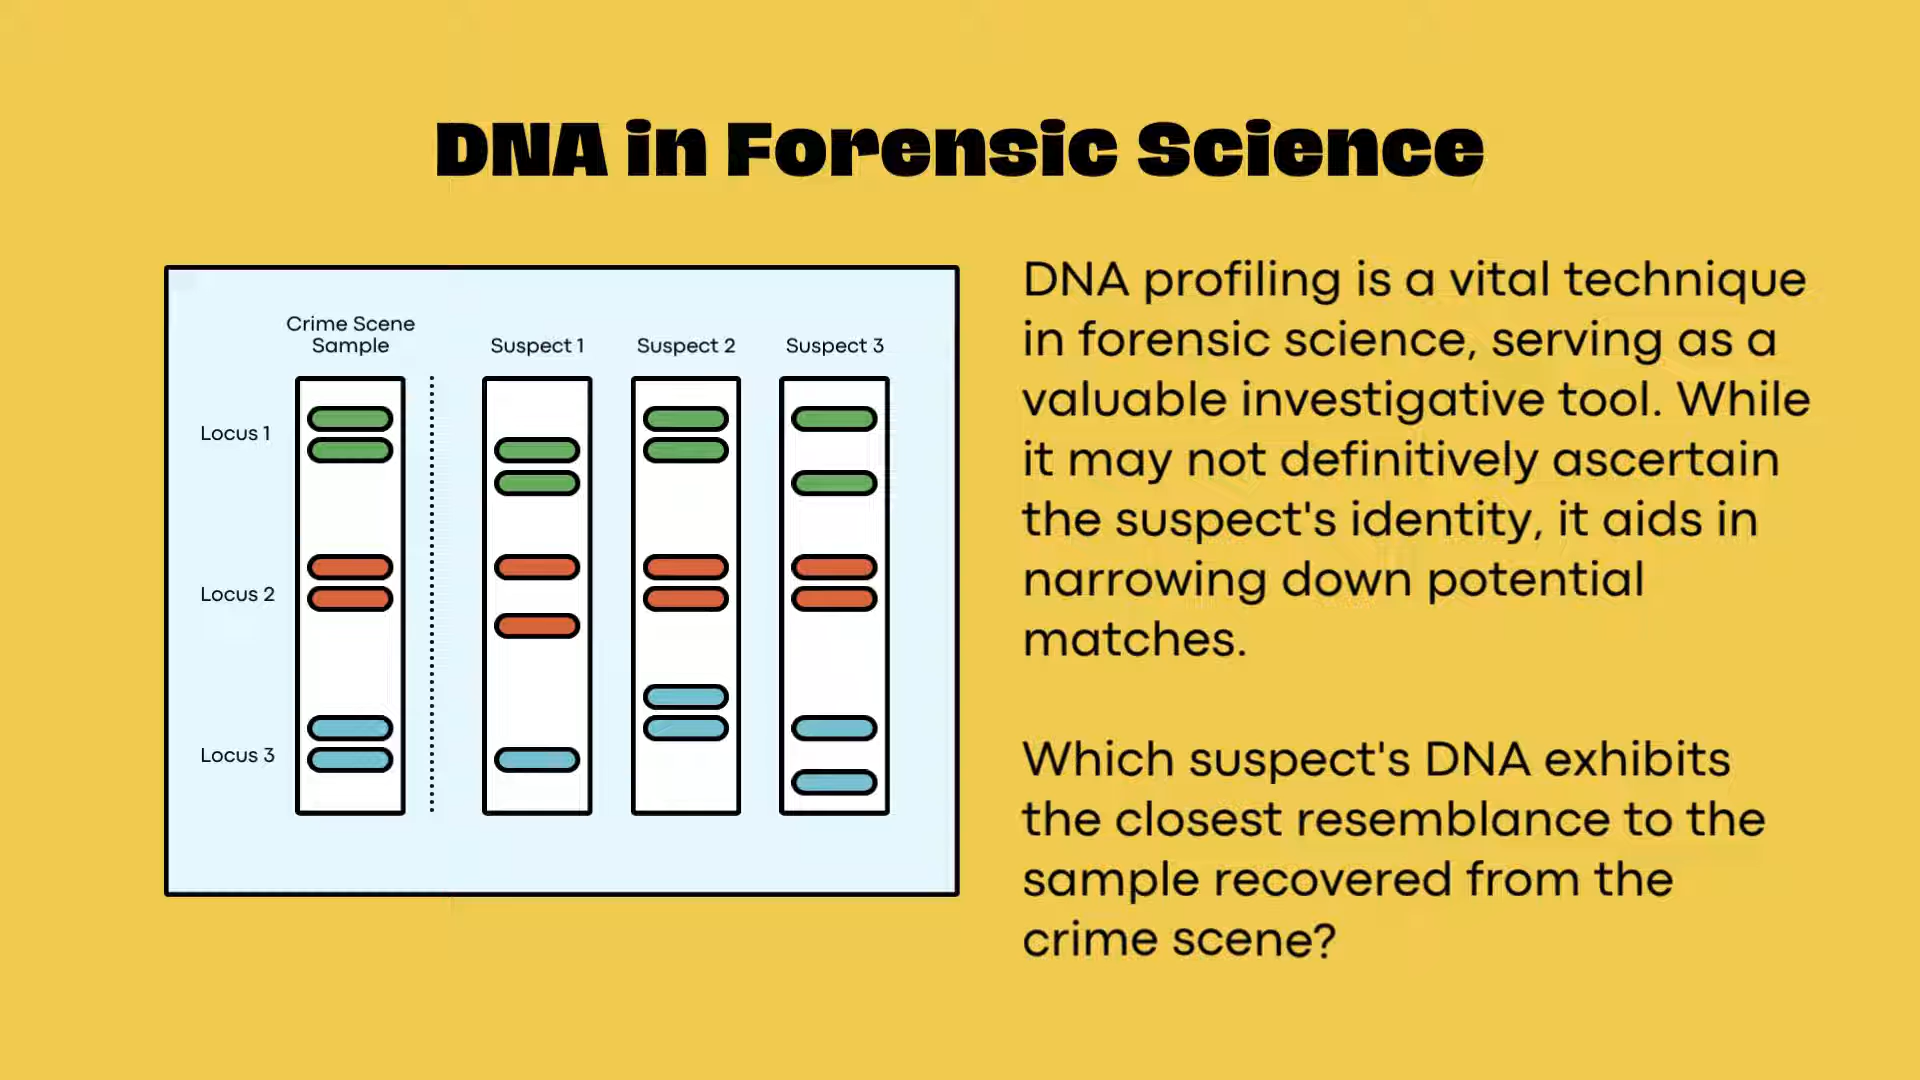 DNA in Forensic Science
Crime Scene
Sample
Suspect 1
Suspect 2
Suspect 3
Locus 1
Locus 2
Locus 3
DNA profiling is a vital technique
in forensic science, serving as a
valuable investigative tool. While
it may not definitively ascertain
the suspect's identity, it aids in
narrowing down potential
matches.
Which suspect's DNA exhibits
the closest resemblance to the
sample recovered from the
crime scene?